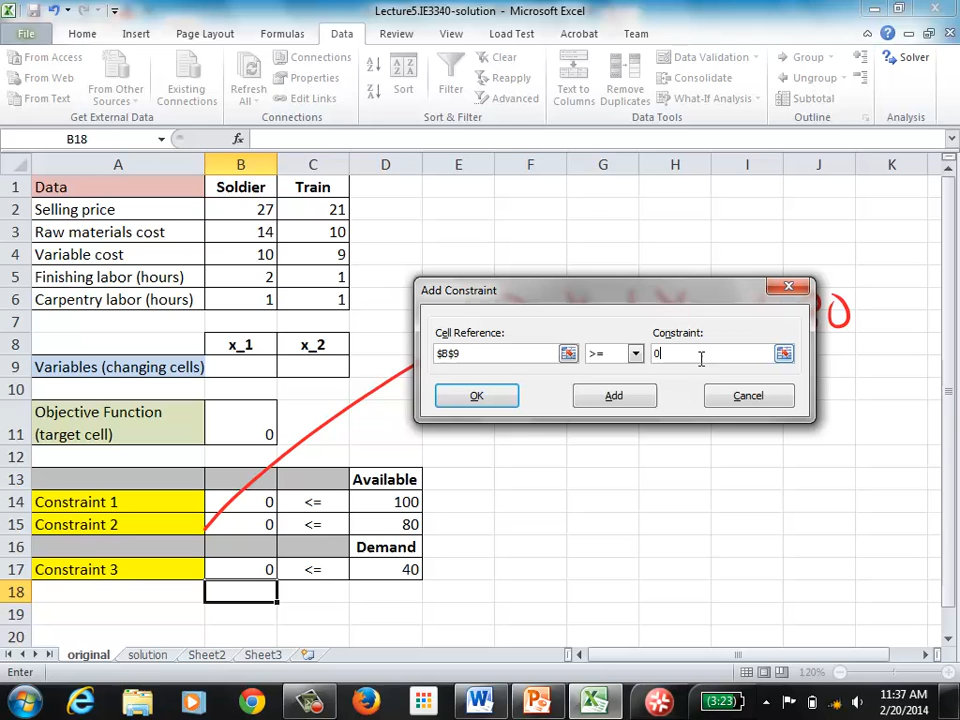 Lecture5.IE3340-solution - Microsoft Excel
File Home Insert Page Layout Formulas Data Review View Load Test Acrobat Team
From Access
From Web
From Text
From Other Sources
Existing Connections
Get External Data
Refresh All
Connections
Properties
Edit Links
Connections
Sort
Filter
Clear
Reapply
Advanced
Sort & Filter
Text to Columns
Remove Duplicates
Data Validation
Consolidate
What-If Analysis
Data Tools
Group
Ungroup
Subtotal
Outline
Solver
Analysis
B18 fx
A B C D E F G H I J K
1 Data Soldier Train
2 Selling price 27 21
3 Raw materials cost 14 10
4 Variable cost 10 9
5 Finishing labor (hours) 2 1
6 Carpentry labor (hours) 1 1
7
8 x_1 x_2
9 Variables (changing cells)
10
Objective Function
11 (target cell) 0
12
13 Available
14 Constraint 1 0 <= 100
15 Constraint 2 0 <= 80
16 Demand
17 Constraint 3 0 <= 40
18
19
20
Add Constraint
Cell Reference: Constraint:
$B$9 >= 0
OK Add Cancel
original solution Sheet2 Sheet3
Enter 120%
(3:23)
11:37 AM
2/20/2014